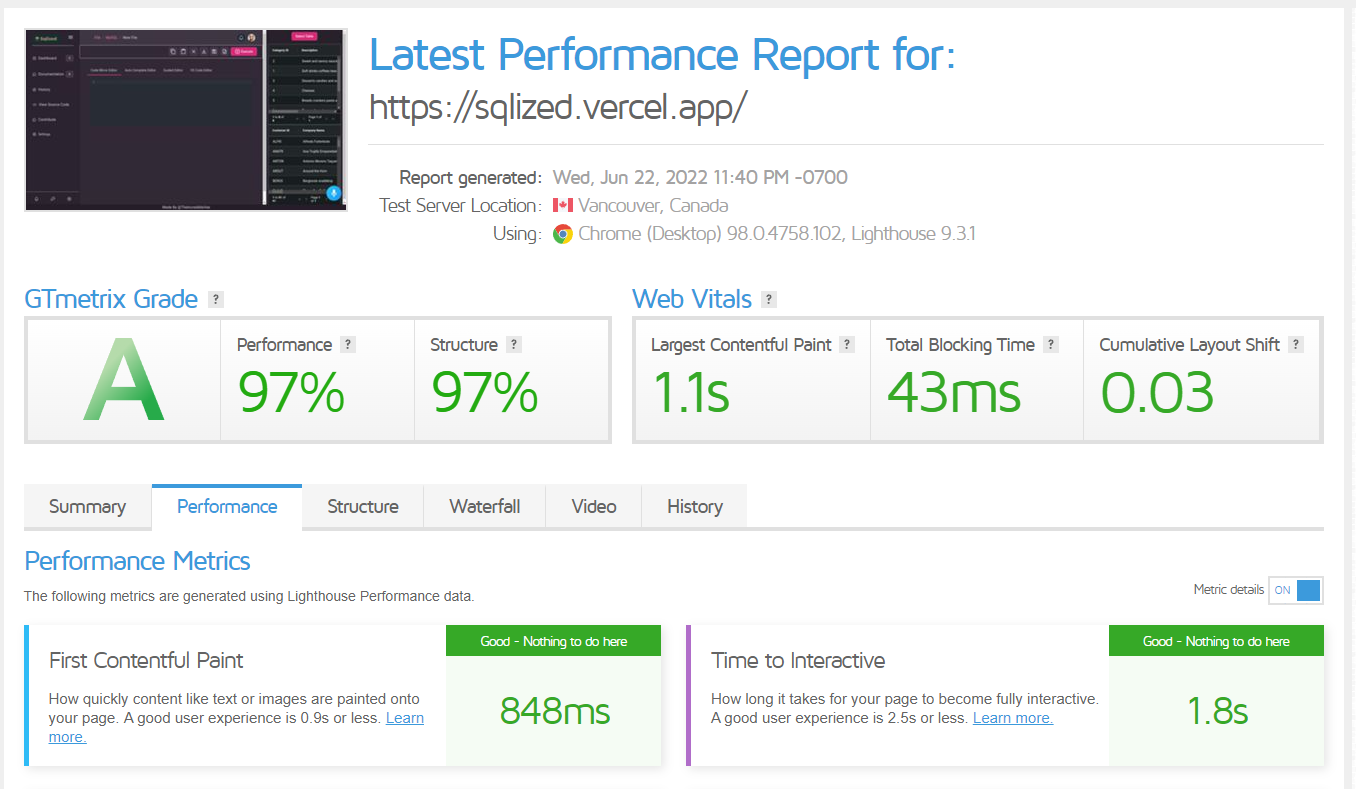 Latest Performance Report for:
https://sqlized.vercel.app/
Report generated: Wed, Jun 22, 2022 11:40 PM -0700
Test Server Location: Vancouver, Canada
Using: Chrome (Desktop) 98.0.4758.102, Lighthouse 9.3.1
GTmetrix Grade ?
Web Vitals ?
A
Performance ?
97%
Structure ?
97%
Largest Contentful Paint ?
1.1s
Total Blocking Time ?
43ms
Cumulative Layout Shift ?
0.03
Summary
Performance
Structure
Waterfall
Video
History
Performance Metrics
The following metrics are generated using Lighthouse Performance data.
Metric details ON
First Contentful Paint
How quickly content like text or images are painted onto
your page. A good user experience is 0.9s or less. Learn
more.
Good - Nothing to do here
848ms
Time to Interactive
How long it takes for your page to become fully interactive.
A good user experience is 2.5s or less. Learn more.
Good - Nothing to do here
1.8s